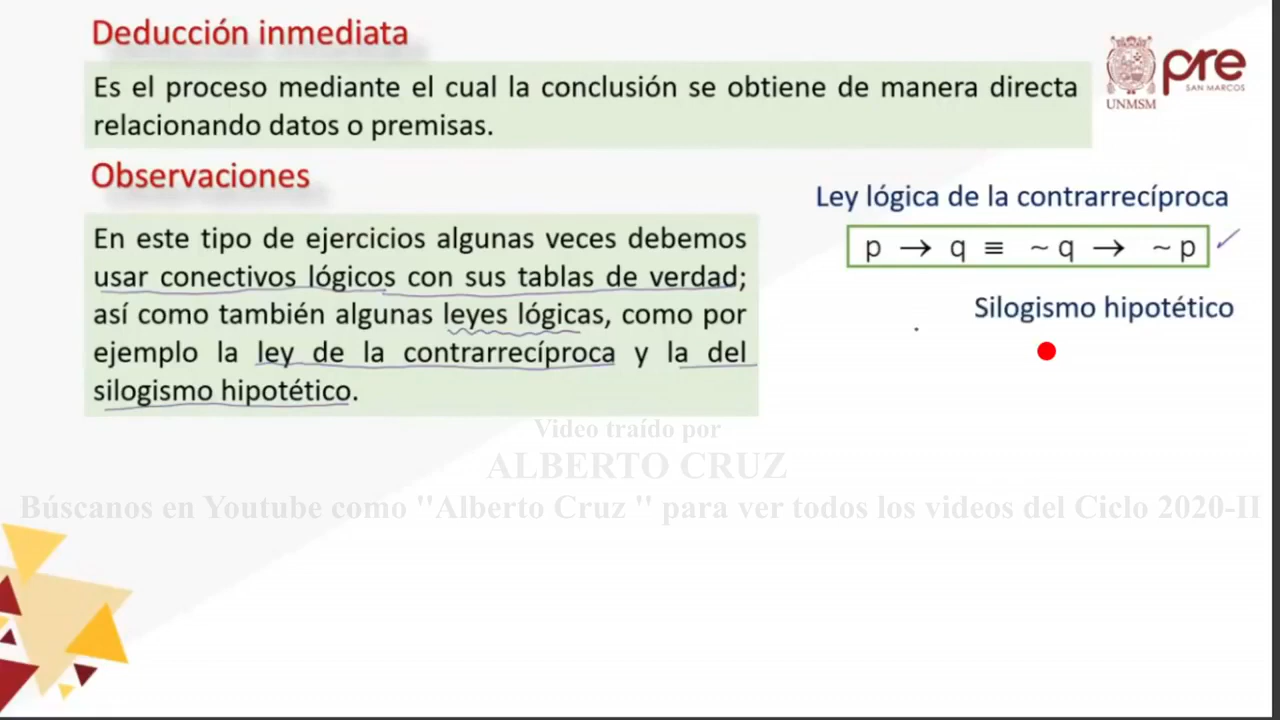 Deducción inmediata
Es el proceso mediante el cual la conclusión se obtiene de manera directa
relacionando datos o premisas.
UNMSM
pre
SAN MARCOS
Observaciones
En este tipo de ejercicios algunas veces debemos
usar conectivos lógicos con sus tablas de verdad;
así como también algunas leyes lógicas, como por
ejemplo la ley de la contrarrecíproca y la del
silogismo hipotético.
Ley lógica de la contrarrecíproca
p → q ≡ ~ q → ~ p
Silogismo hipotético
Video traído por
ALBERTO CRUZ
Búscanos en Youtube como "Alberto Cruz " para ver todos los videos del Ciclo 2020-II